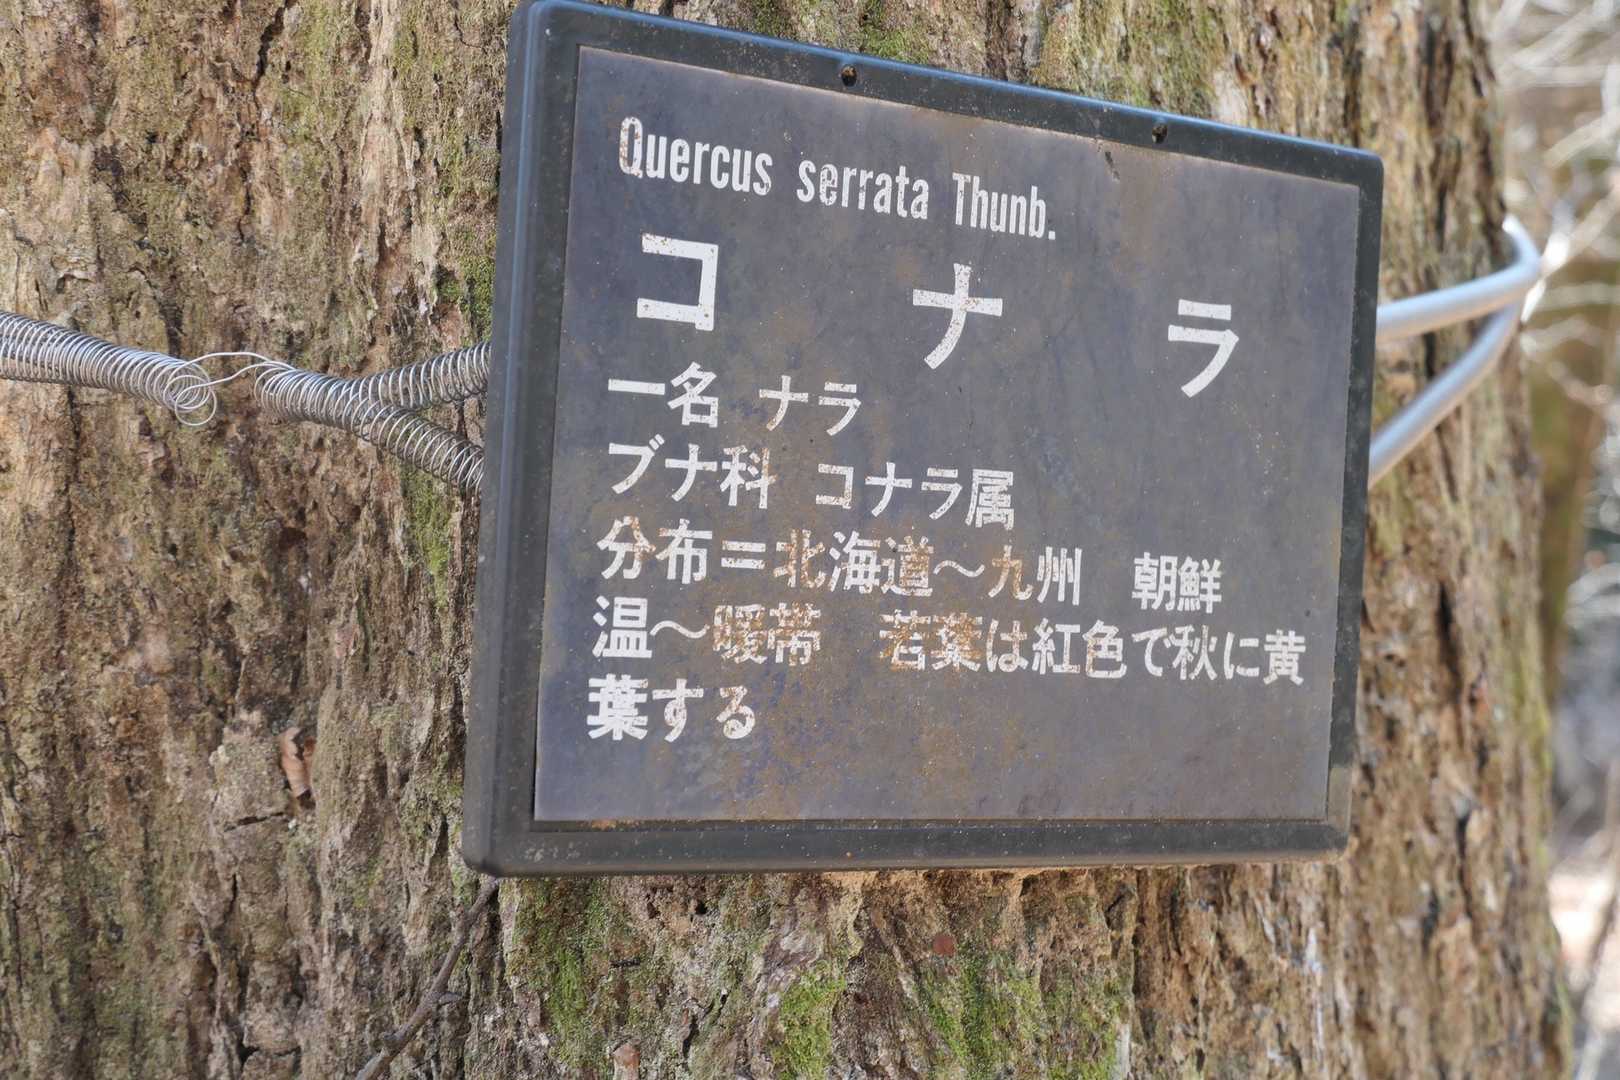 Quercus serrata Thunb.
コナラ
一名 ナラ
ブナ科 コナラ属
分布=北海道～九州 朝鮮
温～暖帯 若葉は紅色で秋に黄
葉する